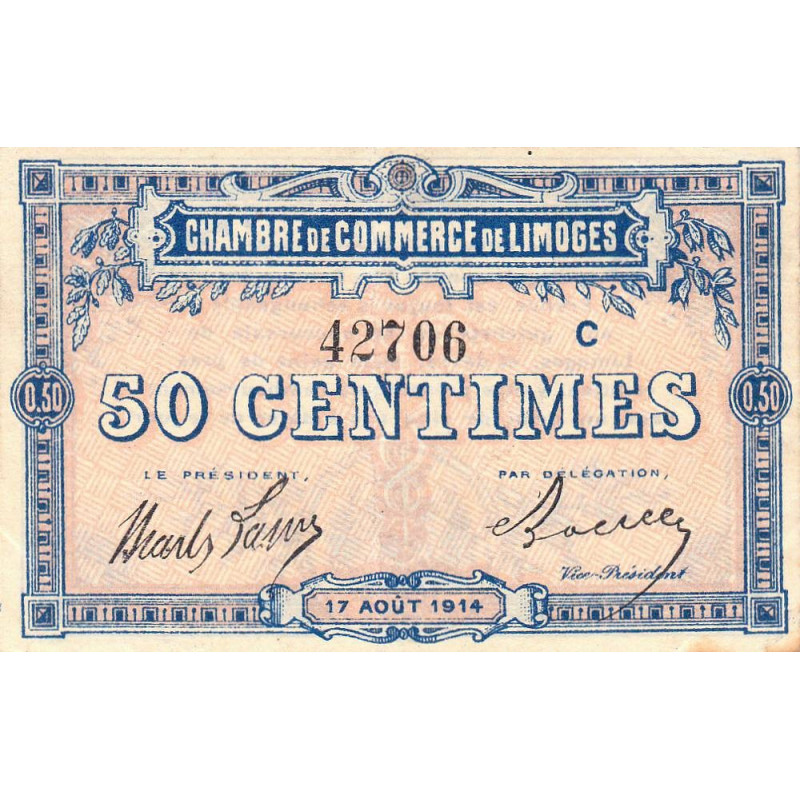 CHAMBRE DE COMMERCE DE LIMOGES
42706 C
0.50 50 CENTIMES 0.50
LE PRÉSIDENT, PAR DÉLÉGATION,
Vice-Président
17 AOÛT 1914